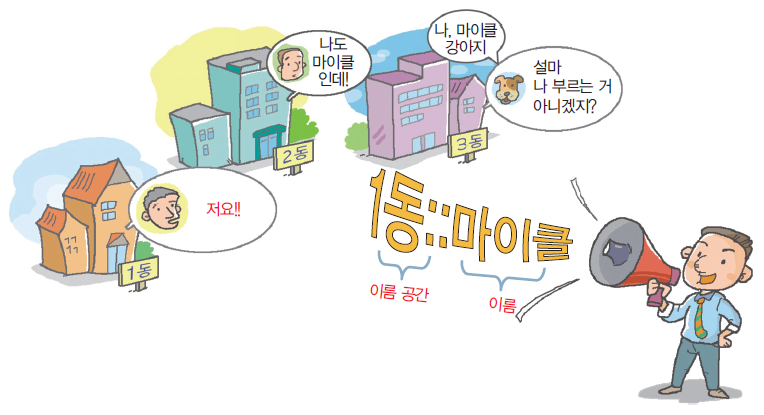 나도
마이클
인데!
나, 마이클
강아지
설마
나 부르는 거
아니겠지?
2동
3동
저요!!
1동
1동::마이클
이름 공간
이름